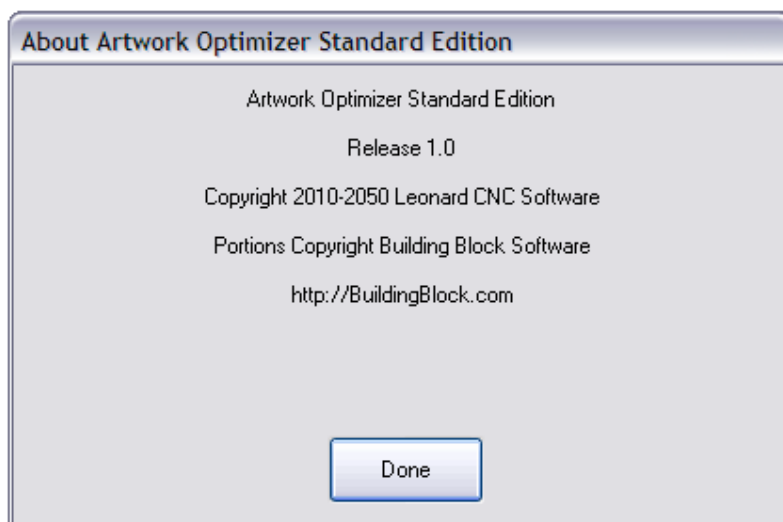 About Artwork Optimizer Standard Edition
Artwork Optimizer Standard Edition
Release 1.0
Copyright 2010-2050 Leonard CNC Software
Portions Copyright Building Block Software
http://BuildingBlock.com
Done